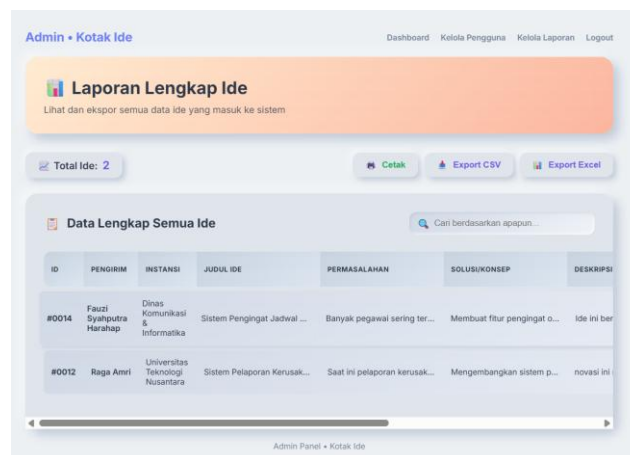 Admin • Kotak Ide
Dashboard Kelola Pengguna Kelola Laporan Logout
Laporan Lengkap Ide
Lihat dan ekspor semua data ide yang masuk ke sistem
Total Ide: 2
Cetak
Export CSV
Export Excel
Data Lengkap Semua Ide
Cari berdasarkan apapun...
ID PENGIRIM INSTANSI JUDUL IDE PERMASALAHAN SOLUSI/KONSEP DESKRIPSI
#0014
Fauzi
Syahputra
Harahap
Dinas
Komunikasi
&
Informatika
Sistem Pengingat Jadwal ...
Banyak pegawai sering ter...
Membuat fitur pengingat o...
Ide ini ber
#0012
Raga Amri
Universitas
Teknologi
Nusantara
Sistem Pelaporan Kerusak...
Saat ini pelaporan kerusak...
Mengembangkan sistem p...
novasi ini
Admin Panel • Kotak Ide